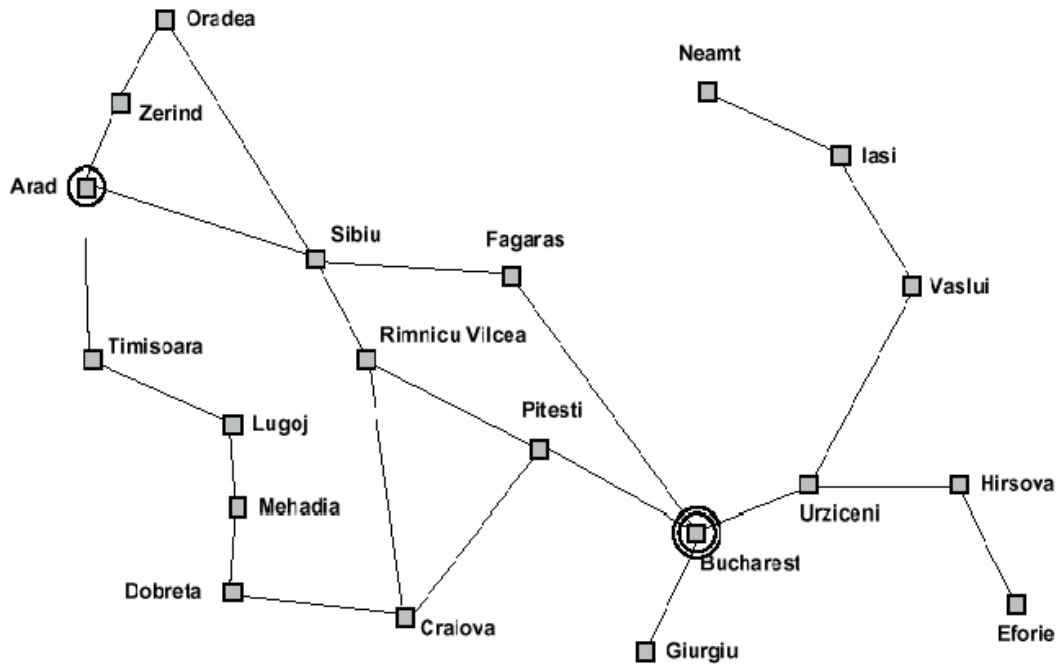 Oradea
Neamt
Zerind
Iasi
Arad
Sibiu
Fagaras
Vaslui
Timisoara
Rimnicu Vilcea
Lugoj
Pitesti
Mehadia
Hirsova
Urziceni
Bucharest
Dobreta
Craiova
Eforie
Giurgiu